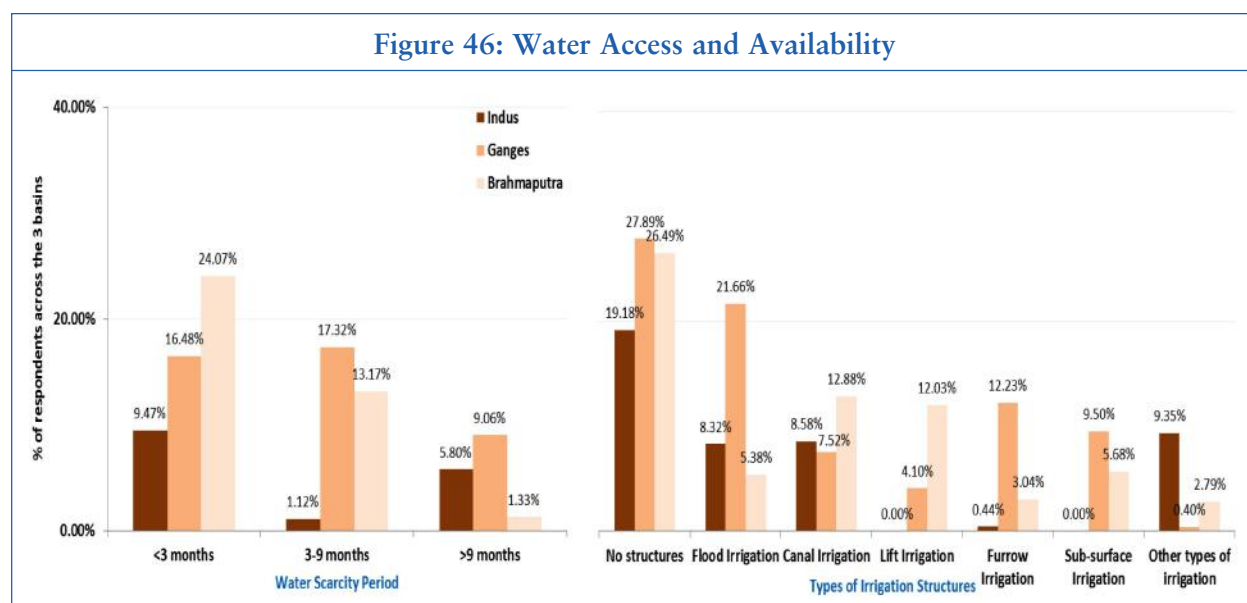 Figure 46: Water Access and Availability
% of respondents across the 3 basins
40.00%
20.00%
0.00%
Indus
Ganges
Brahmaputra
9.47%
16.48%
24.07%
1.12%
17.32%
13.17%
5.80%
9.06%
1.33%
<3 months
3-9 months
>9 months
Water Scarcity Period
19.18%
27.89%
26.49%
8.32%
21.66%
5.38%
8.58%
7.52%
12.88%
0.00%
4.10%
12.03%
0.44%
12.23%
3.04%
0.00%
9.50%
5.68%
9.35%
0.40%
2.79%
No structures
Flood Irrigation
Canal Irrigation
Lift Irrigation
Furrow
Irrigation
Sub-surface
Irrigation
Other types of
irrigation
Types of Irrigation Structures